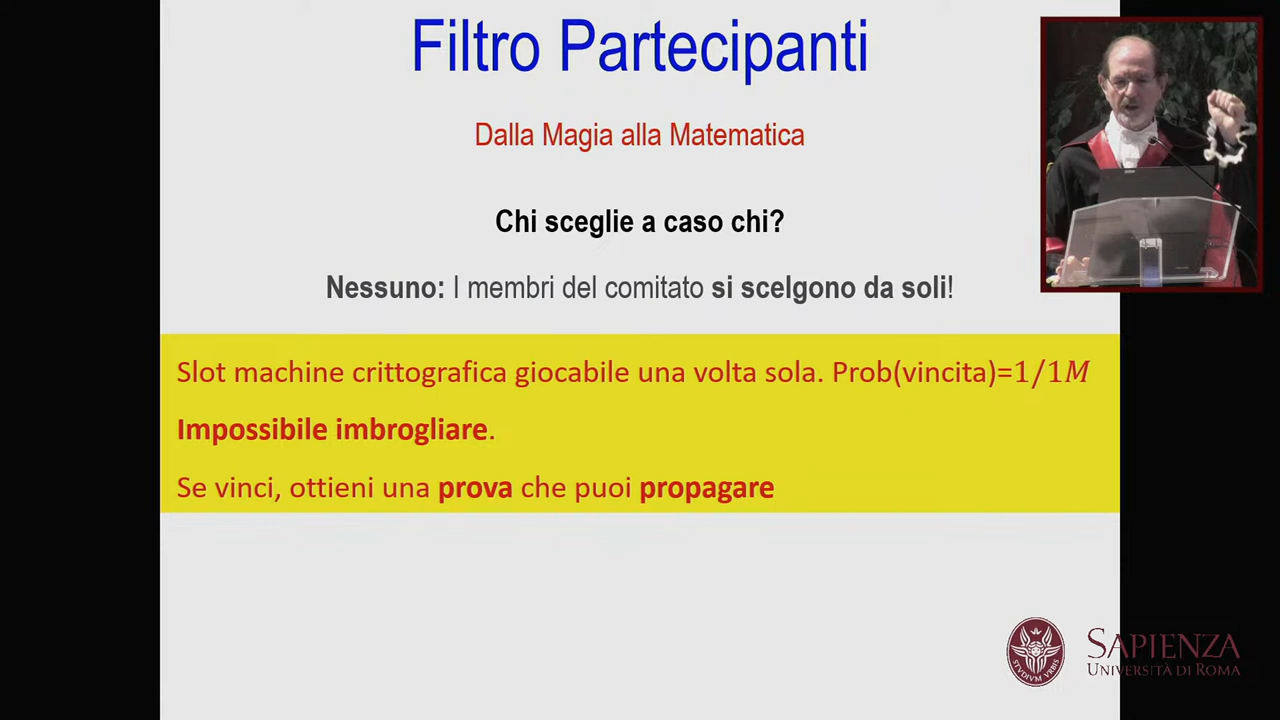 Filtro Partecipanti
Dalla Magia alla Matematica
Chi sceglie a caso chi?
Nessuno: I membri del comitato si scelgono da soli!
Slot machine crittografica giocabile una volta sola. Prob(vincita)=1/1M
Impossibile imbrogliare.
Se vinci, ottieni una prova che puoi propagare
STVDIVM VRBIS
SAPIENZA
UNIVERSITÀ DI ROMA